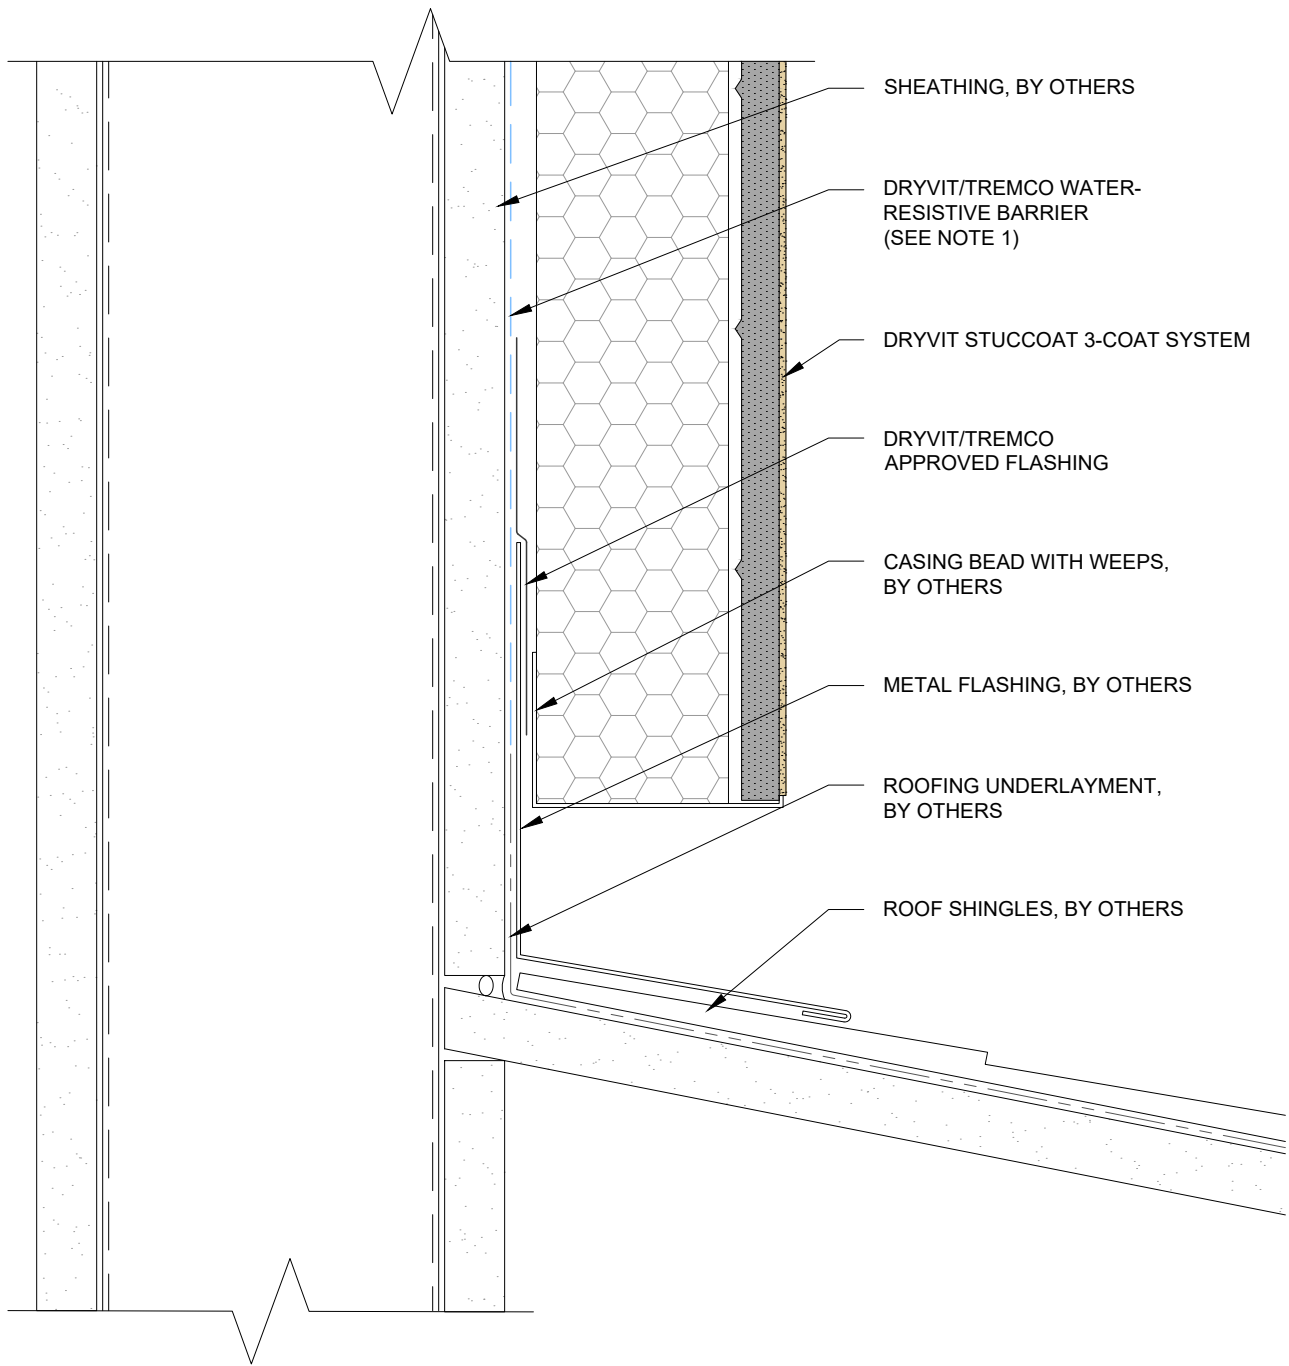 SHEATHING, BY OTHERS
DRYVIT/TREMCO WATER-
RESISTIVE BARRIER
(SEE NOTE 1)
DRYVIT STUCCOAT 3-COAT SYSTEM
DRYVIT/TREMCO
APPROVED FLASHING
CASING BEAD WITH WEEPS,
BY OTHERS
METAL FLASHING, BY OTHERS
ROOFING UNDERLAYMENT,
BY OTHERS
ROOF SHINGLES, BY OTHERS